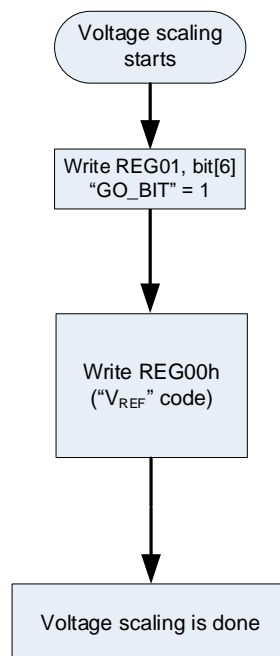 Voltage scaling
starts
Write REG01, bit[6]
“GO_BIT” = 1
Write REG00h
(“VREF” code)
Voltage scaling is done